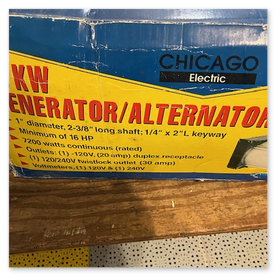 CHICAGO
Electric
KW
ENERATOR/ALTERNATOR
1" diameter, 2-3/8" long shaft; 1/4" x 2"L keyway
Minimum of 16 HP
7200 watts continuous (rated)
Outlets: (1) -120V, (20 amp) duplex receptacle
(1) 120/240V twistlock outlet (30 amp)
Voltmeters, (1) 120V & (1) 240V